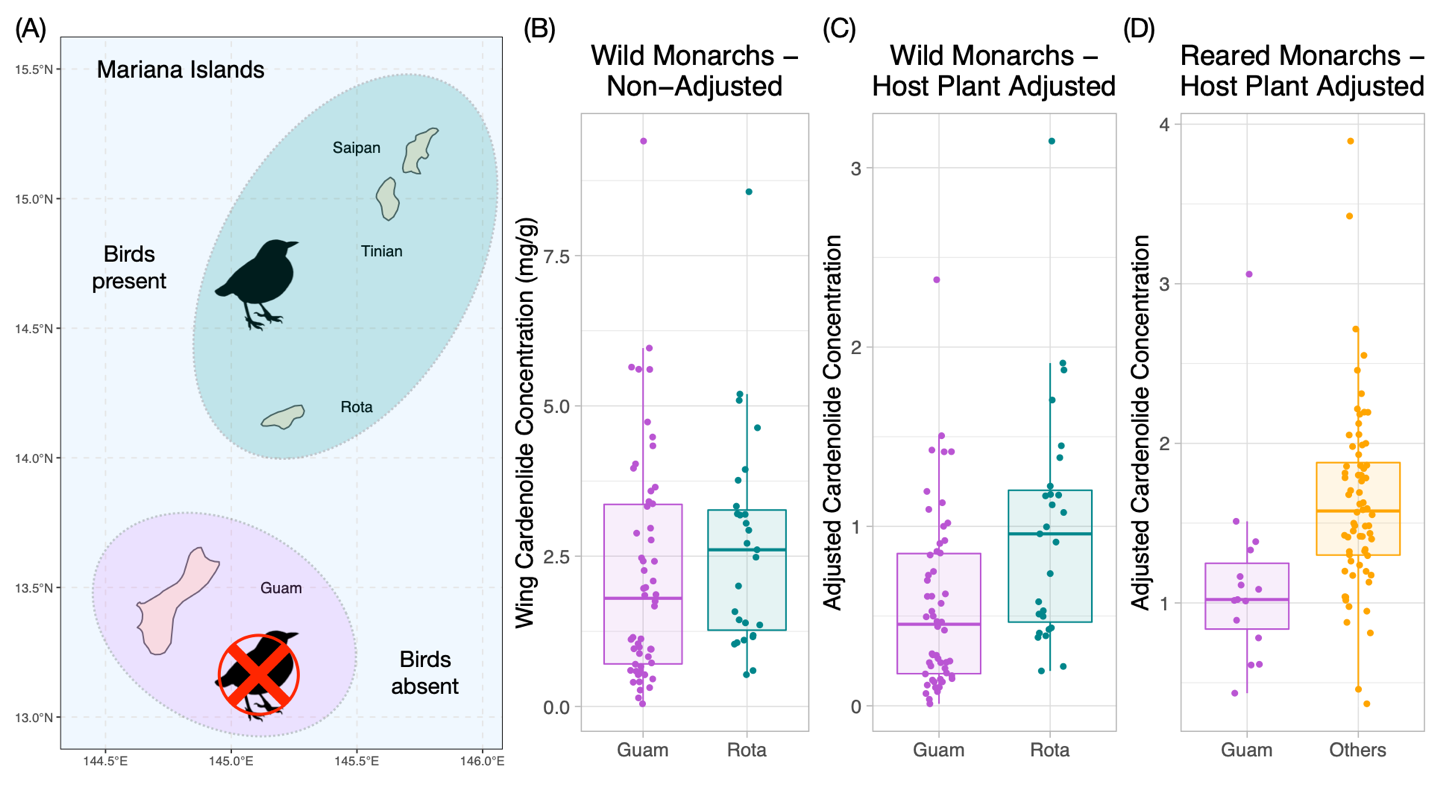 (A)
Mariana Islands
15.5°N
15.0°N
14.5°N
14.0°N
13.5°N
13.0°N
144.5°E
145.0°E
145.5°E
146.0°E
Saipan
Tinian
Birds
present
Rota
Guam
Birds
absent
(B)
Wild Monarchs –
Non–Adjusted
Wing Cardenolide Concentration (mg/g)
7.5
5.0
2.5
0.0
Guam
Rota
(C)
Wild Monarchs –
Host Plant Adjusted
Adjusted Cardenolide Concentration
3
2
1
0
Guam
Rota
(D)
Reared Monarchs –
Host Plant Adjusted
Adjusted Cardenolide Concentration
4
3
2
1
Guam
Others